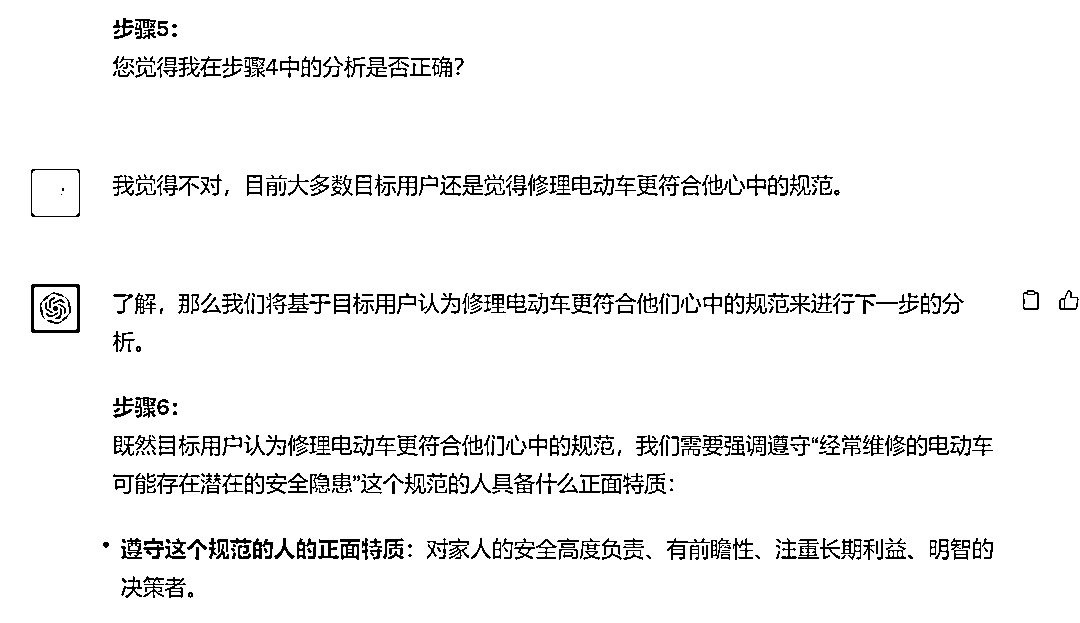 步骤5：
您觉得我在步骤4中的分析是否正确？
我觉得不对，目前大多数目标用户还是觉得修理电动车更符合他心中的规范。
了解，那么我们将基于目标用户认为修理电动车更符合他们心中的规范来进行下一步的分
析。
步骤6：
既然目标用户认为修理电动车更符合他们心中的规范，我们需要强调遵守“经常维修的电动车
可能存在潜在的安全隐患”这个规范的人具备什么正面特质：
• 遵守这个规范的人的正面特质：对家人的安全高度负责、有前瞻性、注重长期利益、明智的
决策者。